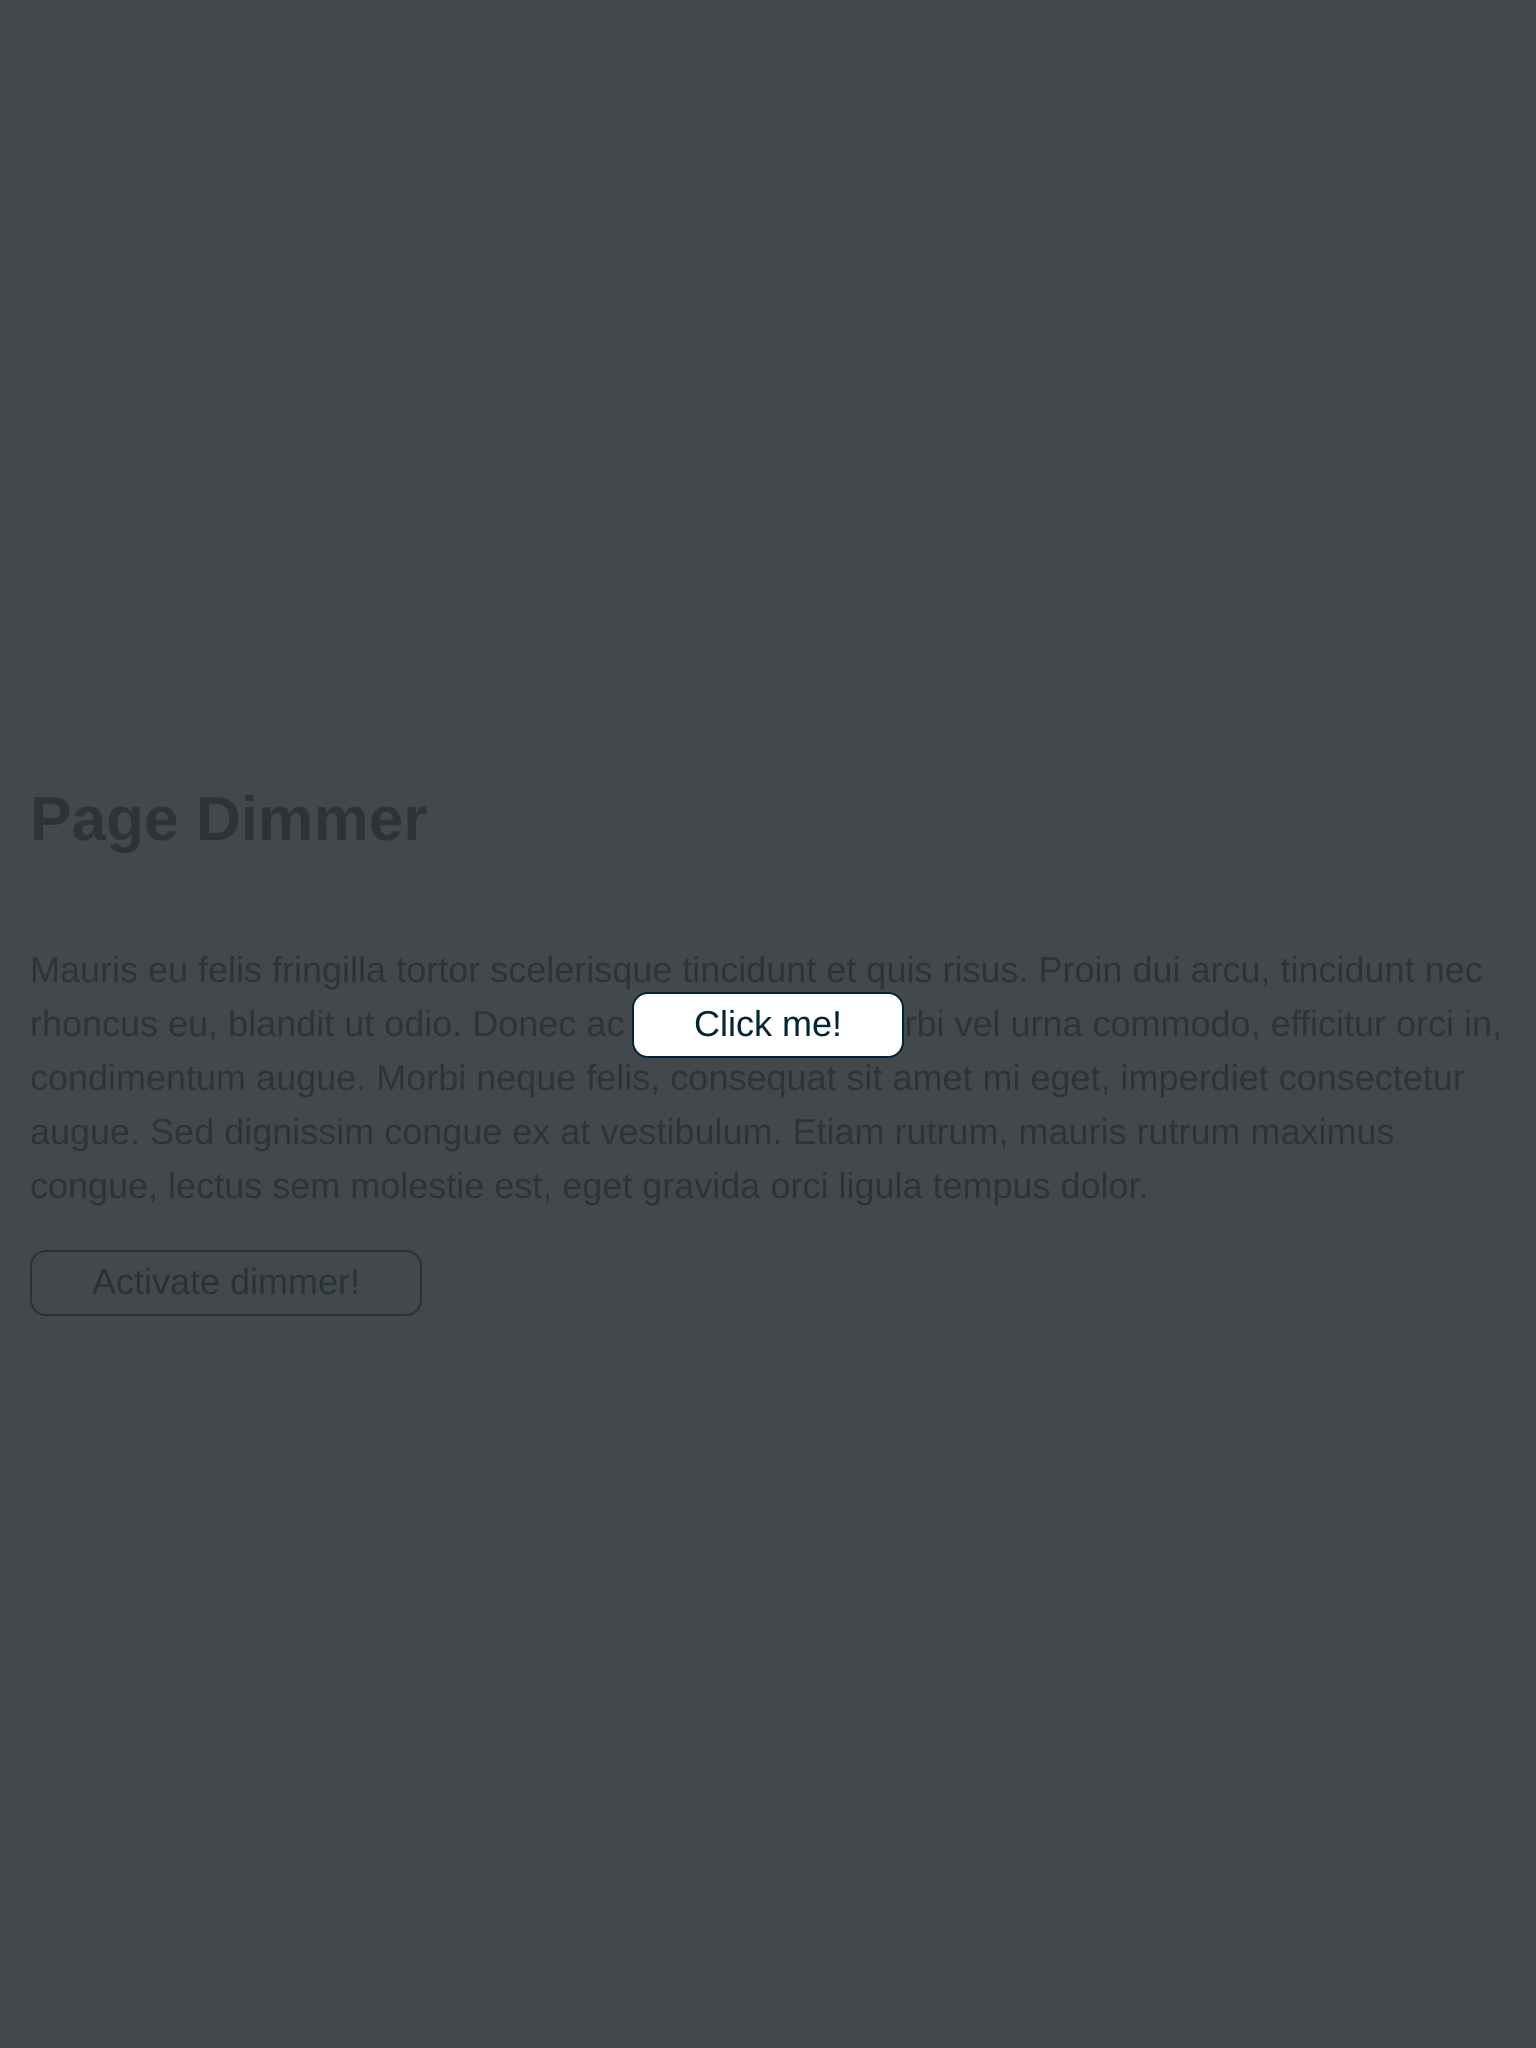 Page Dimmer
Mauris eu felis fringilla tortor scelerisque tincidunt et quis risus. Proin dui arcu, tincidunt nec
rhoncus eu, blandit ut odio. Donec ac Click me! rbi vel urna commodo, efficitur orci in,
condimentum augue. Morbi neque felis, consequat sit amet mi eget, imperdiet consectetur
augue. Sed dignissim congue ex at vestibulum. Etiam rutrum, mauris rutrum maximus
congue, lectus sem molestie est, eget gravida orci ligula tempus dolor.
Activate dimmer!